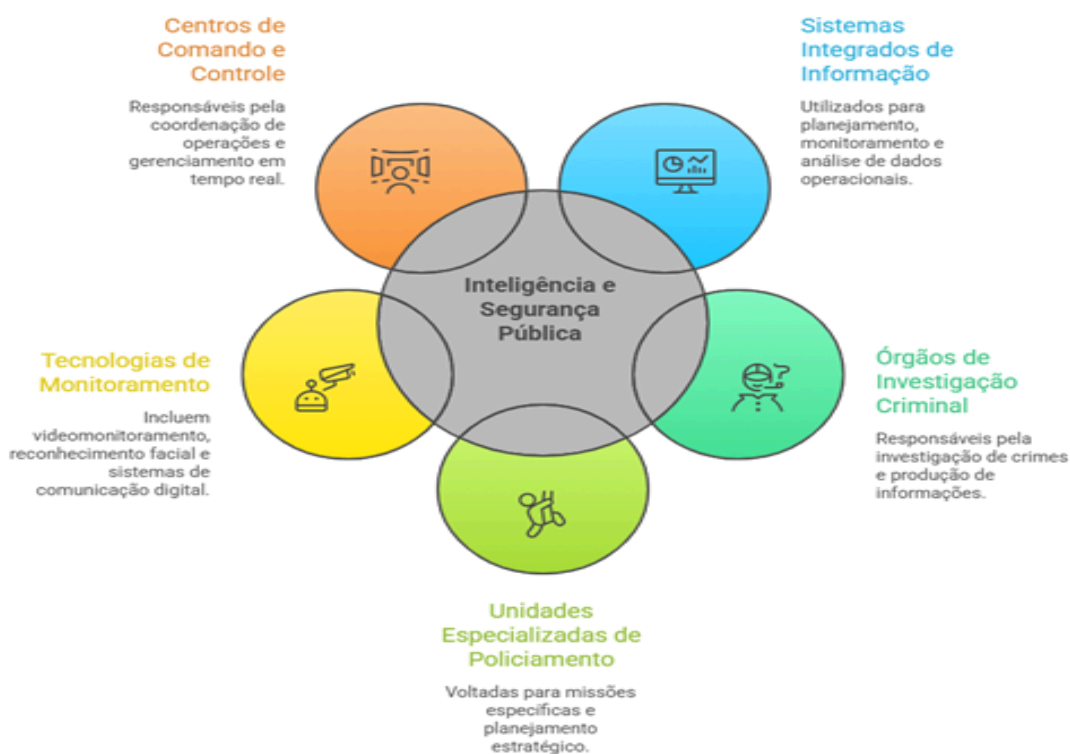 Centros de
Comando e
Controle
Responsáveis pela
coordenação de
operações e
gerenciamento em
tempo real.
Sistemas
Integrados de
Informação
Utilizados para
planejamento,
monitoramento e
análise de dados
operacionais.
Inteligência e
Segurança
Pública
Tecnologias de
Monitoramento
Incluem
videomonitoramento,
reconhecimento facial e
sistemas de
comunicação digital.
Órgãos de
Investigação
Criminal
Responsáveis pela
investigação de crimes
e produção de
informações.
Unidades
Especializadas de
Policiamento
Voltadas para missões
específicas e
planejamento
estratégico.